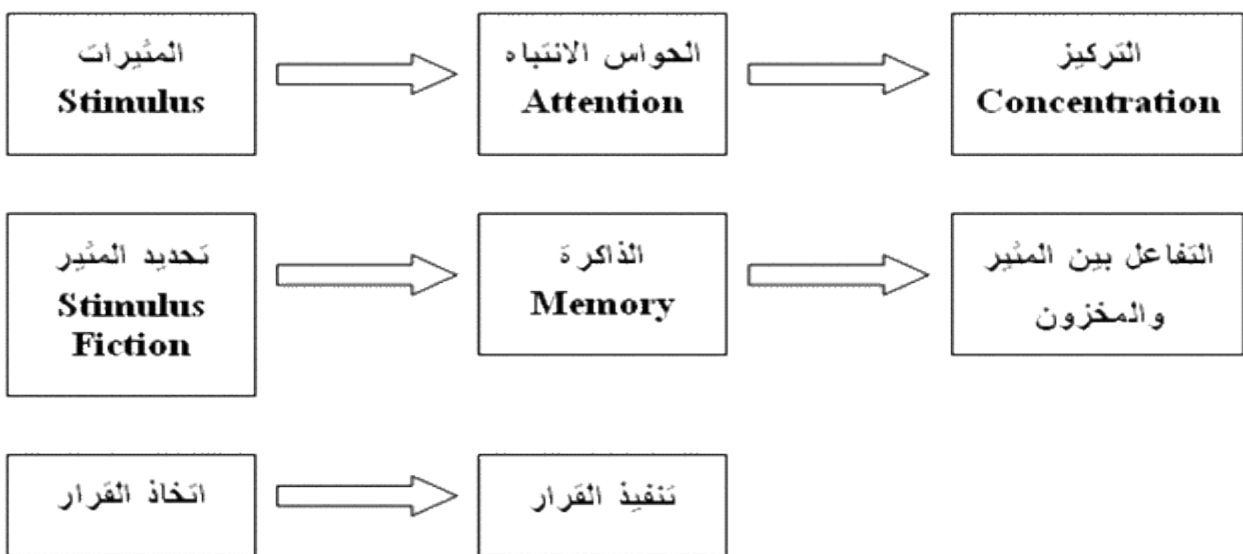 المثيرات
Stimulus
الحواس الانتباه
Attention
التركيز
Concentration
تحديد المثير
Stimulus
Fiction
الذاكرة
Memory
التفاعل بين المثير
والمخزون
اتخاذ القرار
تنفيذ القرار